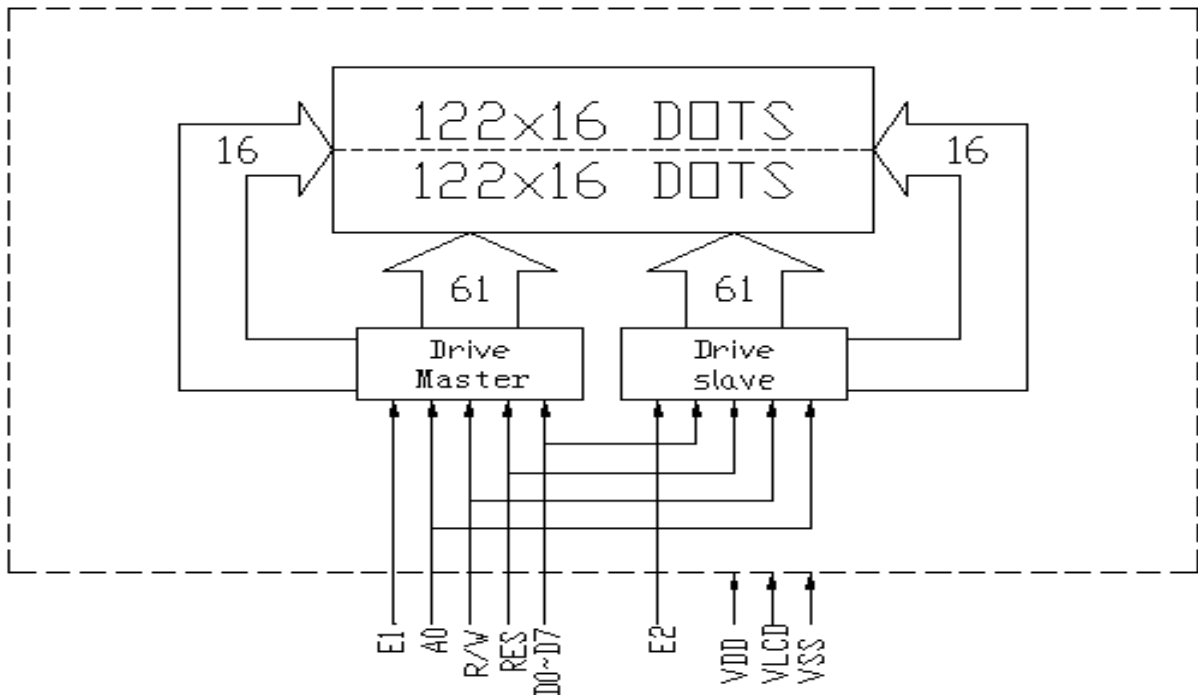 122x16 DOTS
122x16 DOTS
16
16
61
61
Drive
Master
Drive
slave
E1
A0
R/W
RES
D0~D7
E2
VDD
VLCD
VSS